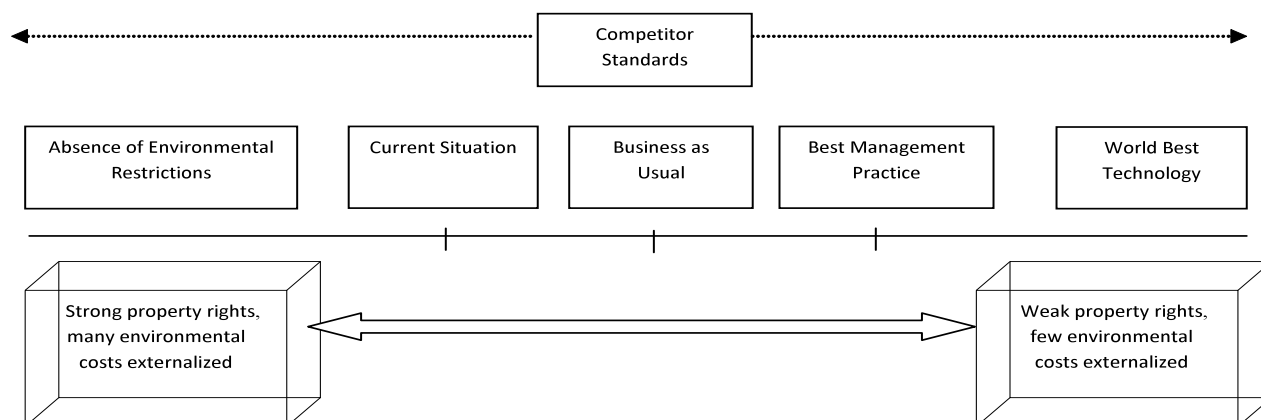 Competitor
Standards
Absence of Environmental
Restrictions
Current Situation
Business as
Usual
Best Management
Practice
World Best
Technology
Strong property rights,
many environmental
costs externalized
Weak property rights,
few environmental
costs externalized